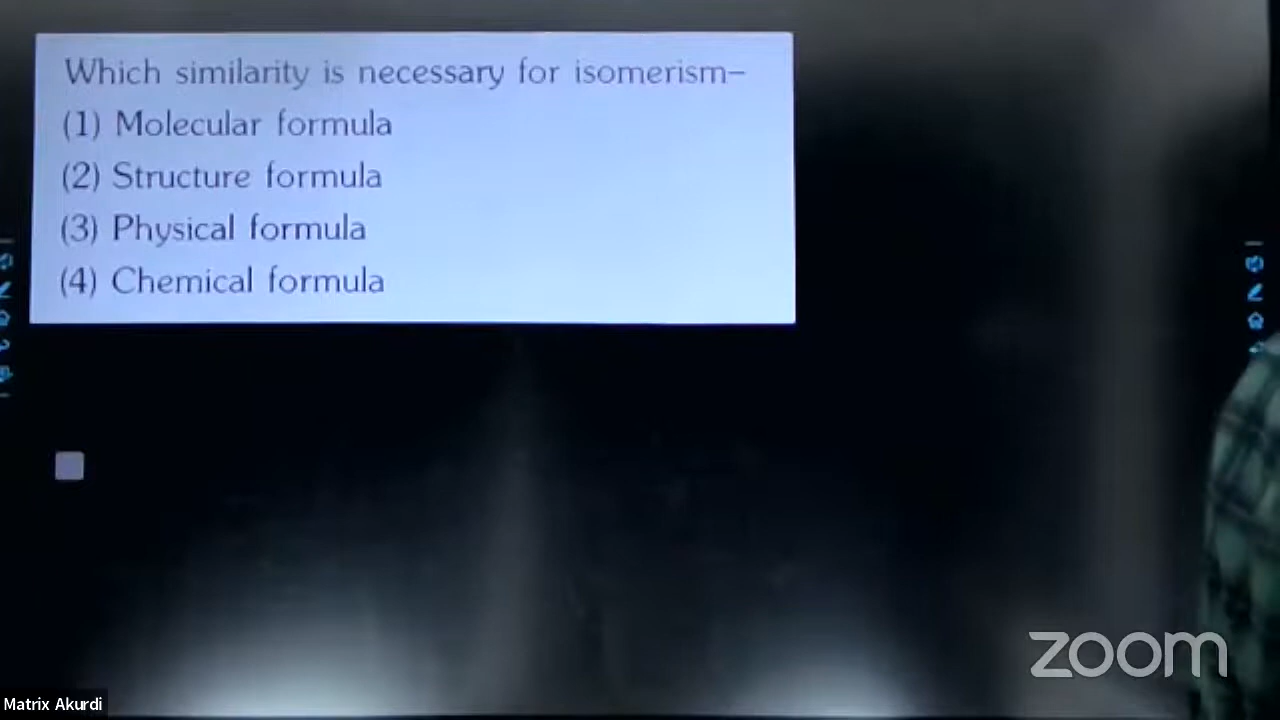 Which similarity is necessary for isomerism–
(1) Molecular formula
(2) Structure formula
(3) Physical formula
(4) Chemical formula
zoom
Matrix Akurdi